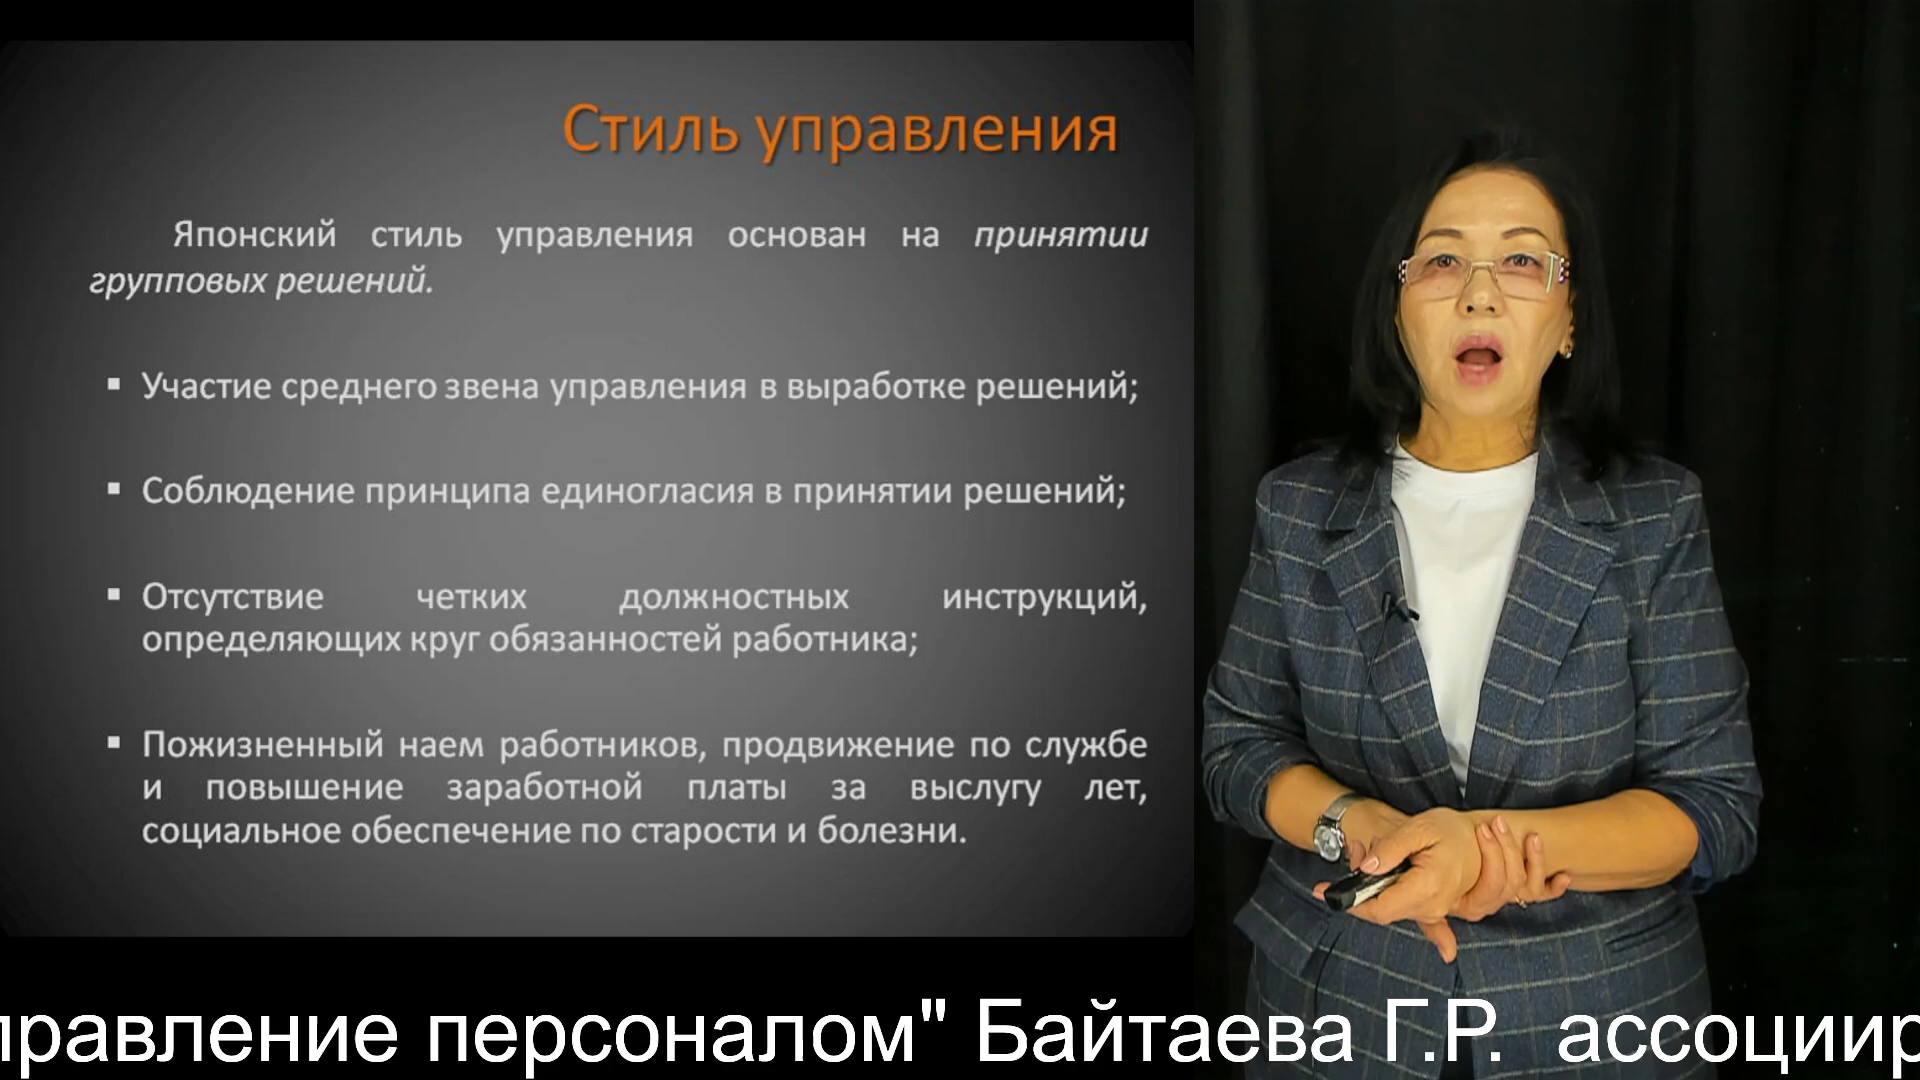 Стиль управления
Японский стиль управления основан на принятии
групповых решений.
▪ Участие среднего звена управления в выработке решений;
▪ Соблюдение принципа единогласия в принятии решений;
▪ Отсутствие четких должностных инструкций,
определяющих круг обязанностей работника;
▪ Пожизненный наем работников, продвижение по службе
и повышение заработной платы за выслугу лет,
социальное обеспечение по старости и болезни.
правление персоналом" Байтаева Г.Р. ассоциир